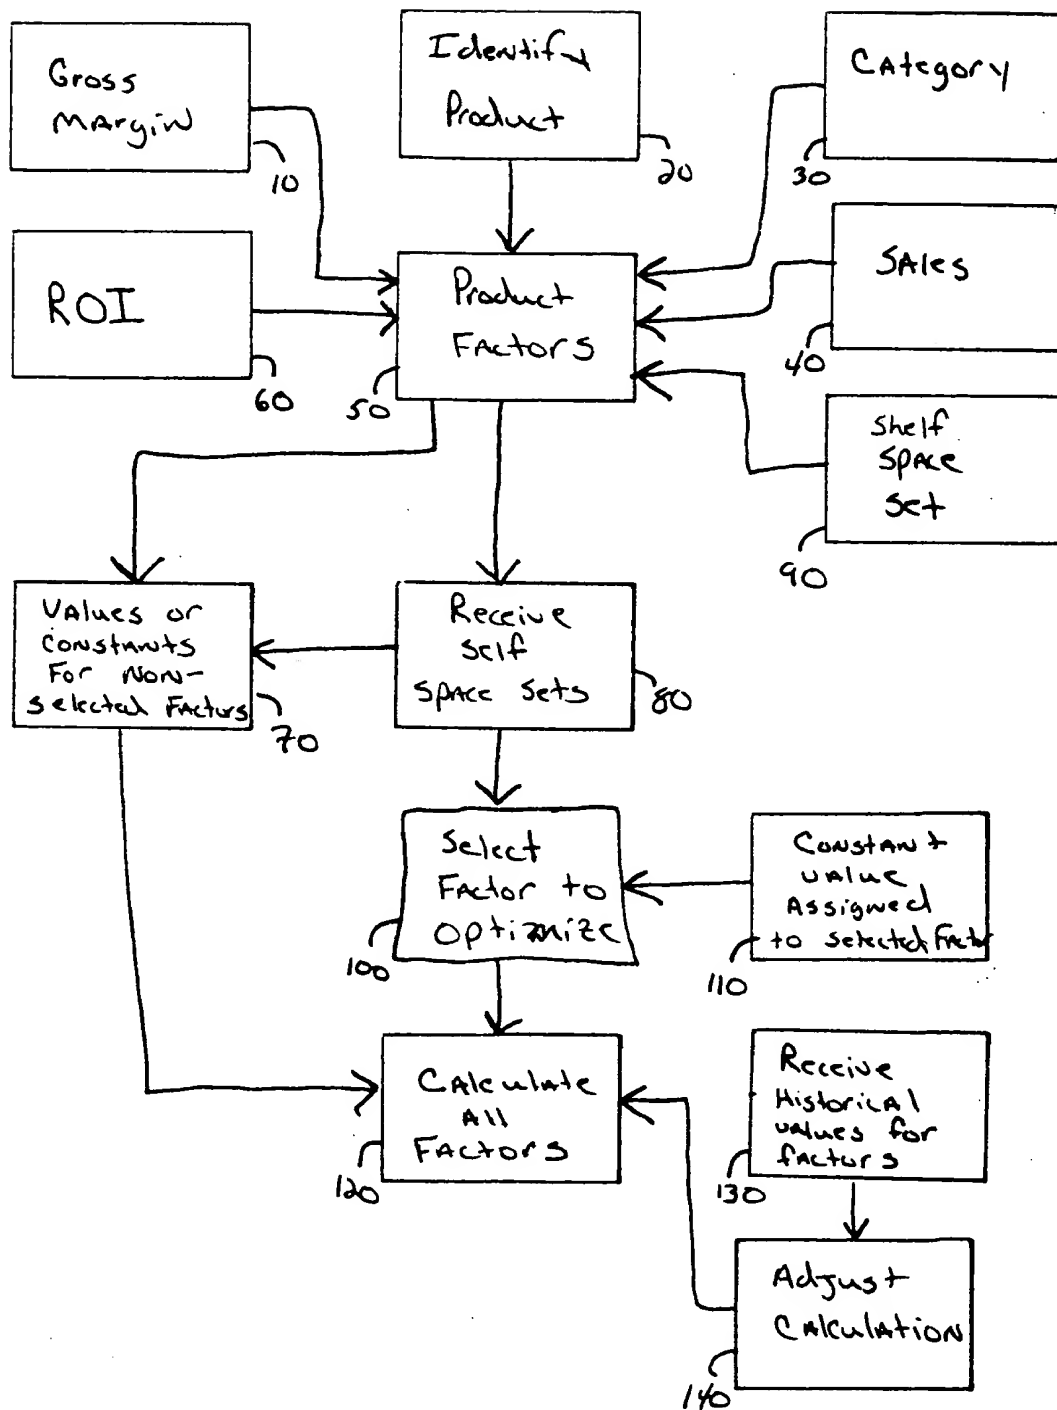 Gross
Margin
10
Identify
Product
20
Category
30
ROI
60
Product
Factors
50
Sales
40
Shelf
Space
Set
90
Values or
Constants
For Non-
selected Factors
70
Receive
Self
Space Sets
80
Select
Factor to
Optimize
100
Constant
value
Assigned
to selected Factor
110
Calculate
All
Factors
120
Receive
Historical
values for
factors
130
Adjust
Calculation
140